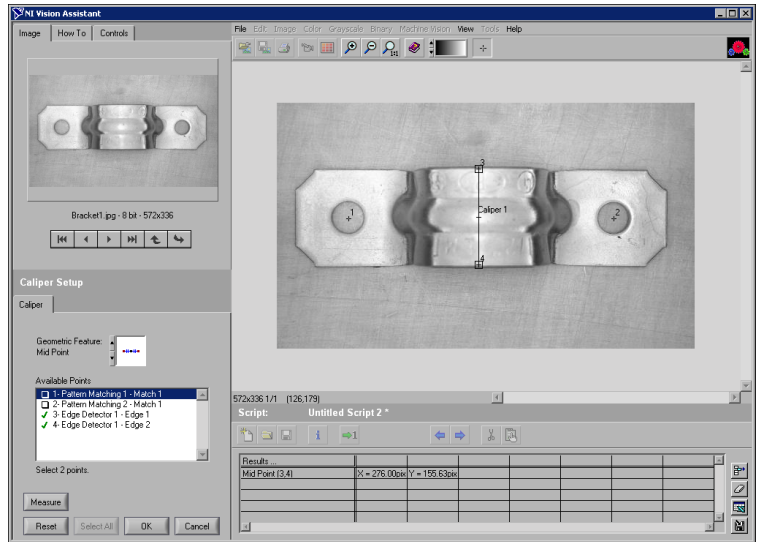 NI Vision Assistant
Image How To Controls
File Edit Image Color Grayscale Binary Machine Vision View Tools Help
1:1
Bracket1.jpg - 8 bit - 572x336
3
1
Caliper 1
2
4
Caliper Setup
Caliper
Geometric Feature:
Mid Point
Available Points
1- Pattern Matching 1 - Match 1
2- Pattern Matching 2 - Match 1
3- Edge Detector 1 - Edge 1
4- Edge Detector 1 - Edge 2
Select 2 points.
Measure
Reset Select All OK Cancel
572x336 1/1 (126,179)
Script: Untitled Script 2 *
1
Results ...
Mid Point (3,4) X = 276.00pix Y = 155.63pix